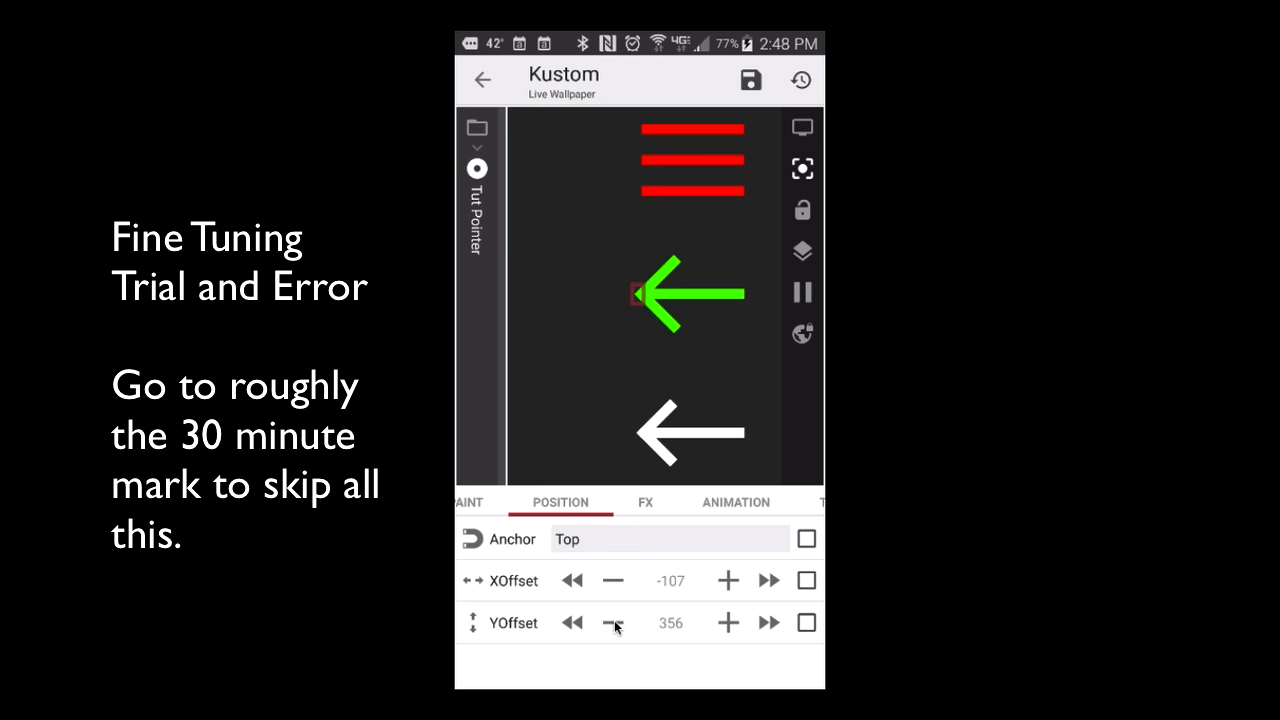 42°
4G
77%
2:48 PM
Kustom
Live Wallpaper
Tut Pointer
Fine Tuning
Trial and Error
Go to roughly
the 30 minute
mark to skip all
this.
AINT POSITION FX ANIMATION T
Anchor Top
XOffset -107
YOffset 356